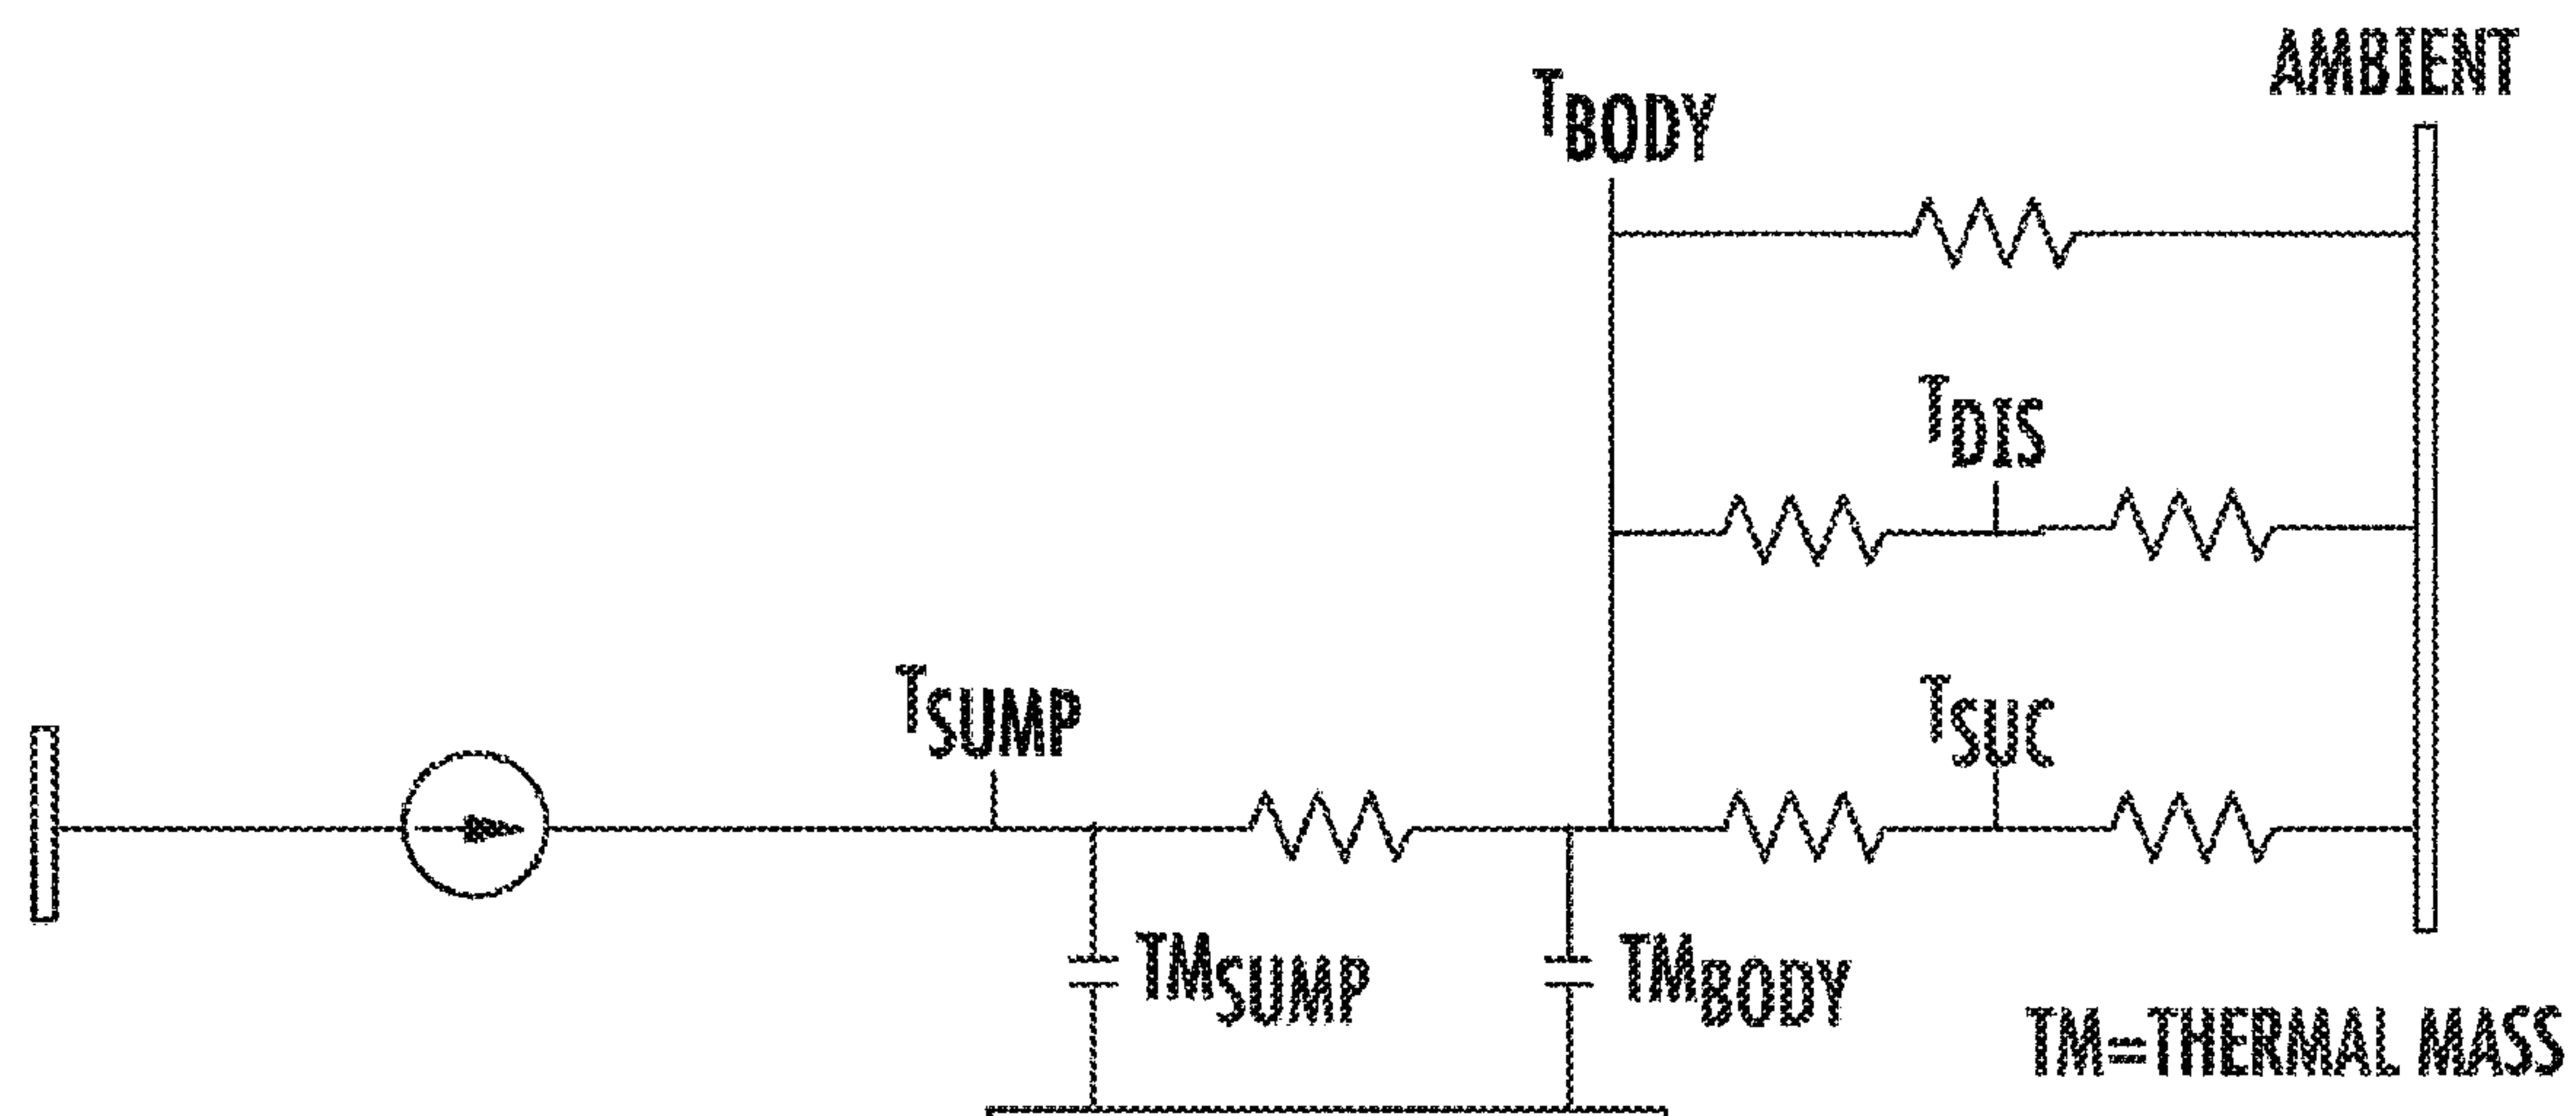 AMBIENT
TBODY
TDIS
TSUMP
TSUC
TMSUMP
TMBODY
TM=THERMAL MASS